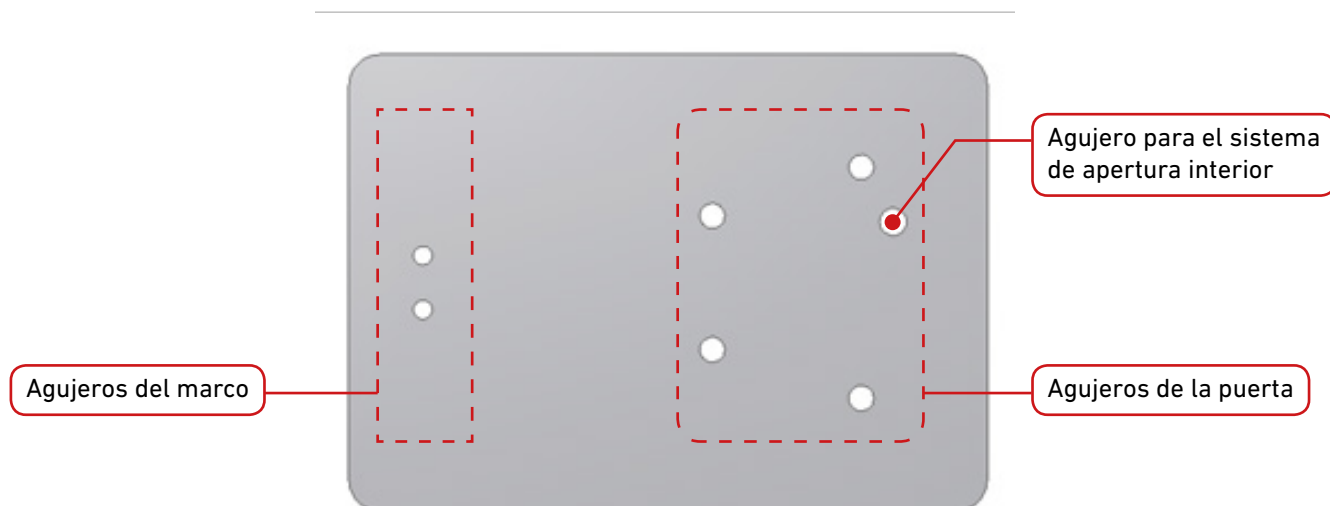 Agujero para el sistema
de apertura interior
Agujeros del marco
Agujeros de la puerta